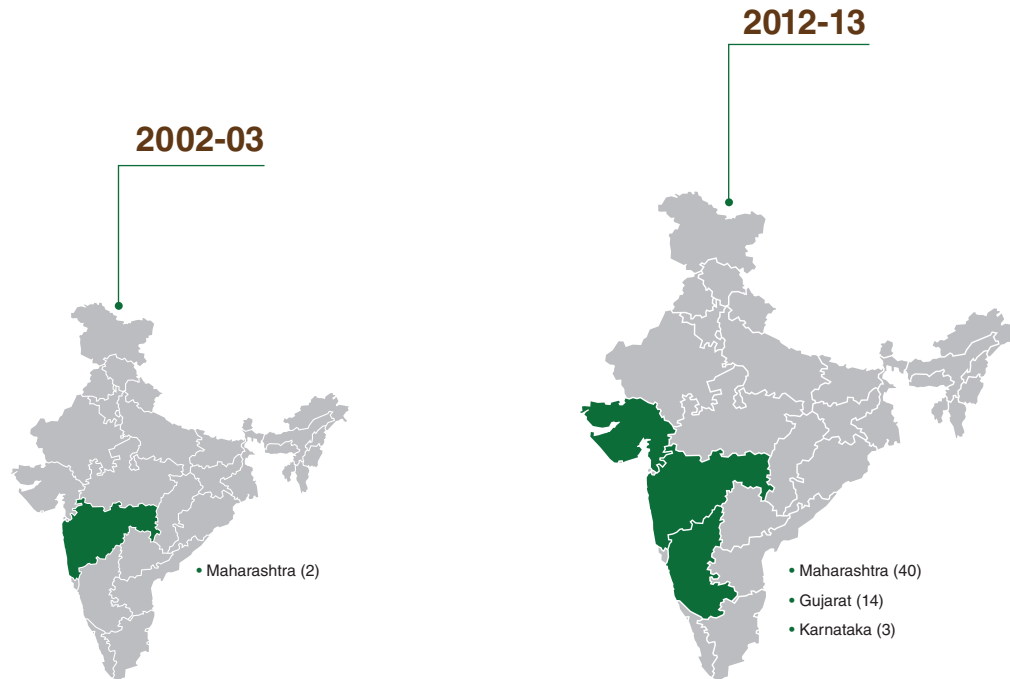 2002-03
• Maharashtra (2)
2012-13
• Maharashtra (40)
• Gujarat (14)
• Karnataka (3)